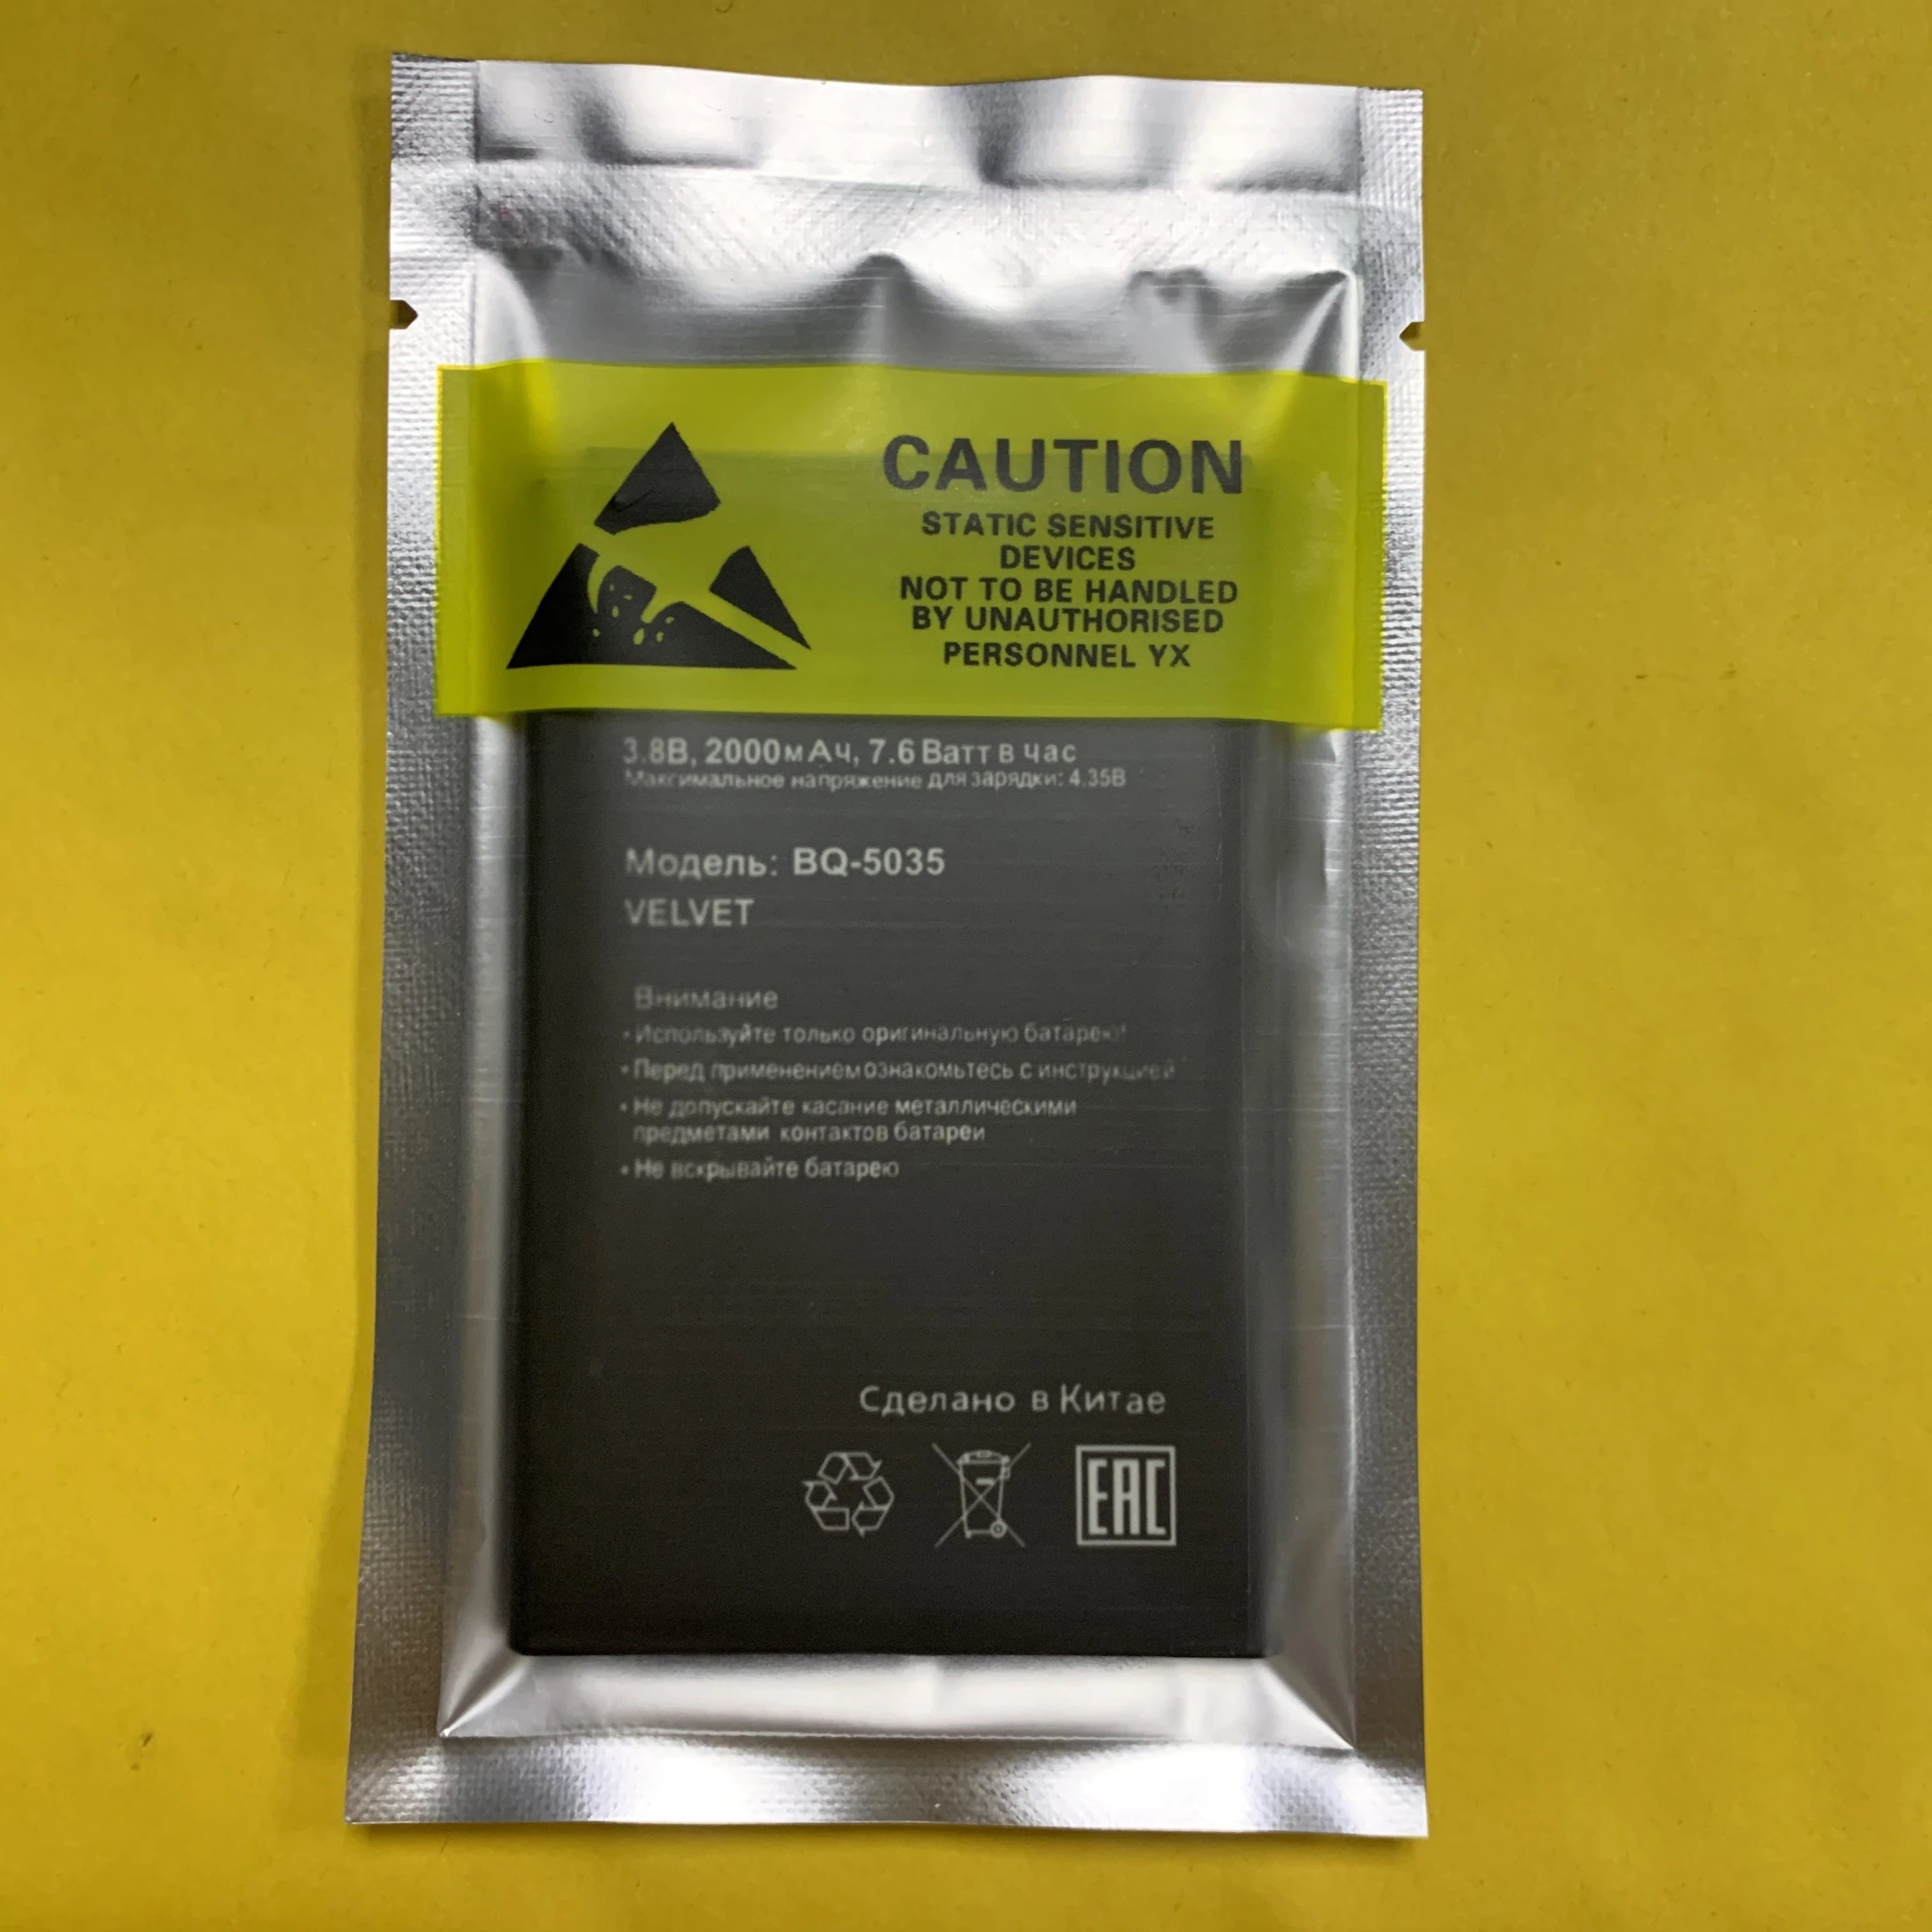 CAUTION
STATIC SENSITIVE
DEVICES
NOT TO BE HANDLED
BY UNAUTHORISED
PERSONNEL YX
3.8В, 2000мАч, 7.6 Ватт в час
Максимальное напряжение для зарядки: 4.35В
Модель: BQ-5035
VELVET
Внимание
• Используйте только оригинальную батарею!
• Перед применением ознакомьтесь с инструкцией
• Не допускайте касание металлическими
предметами контактов батареи
• Не вскрывайте батарею
Сделано в Китае
EAC